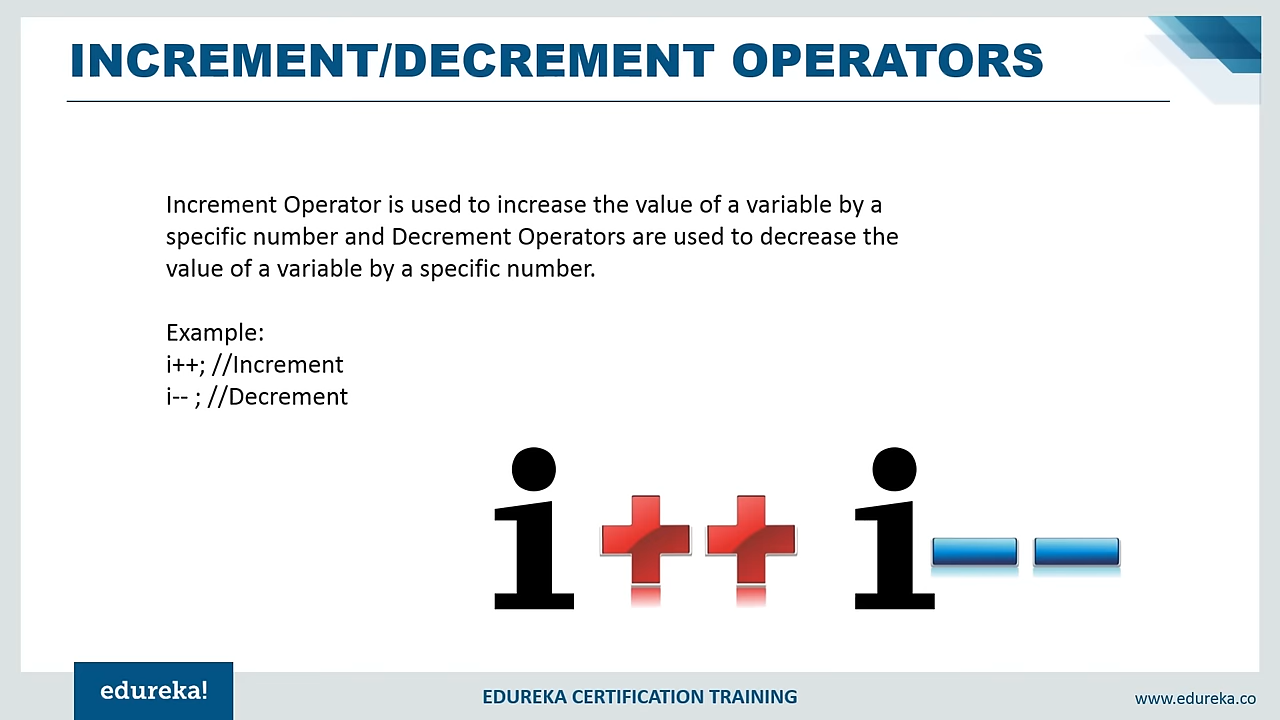 INCREMENT/DECREMENT OPERATORS
Increment Operator is used to increase the value of a variable by a
specific number and Decrement Operators are used to decrease the
value of a variable by a specific number.
Example:
i++; //Increment
i-- ; //Decrement
i++ i--
edureka!
EDUREKA CERTIFICATION TRAINING
www.edureka.co